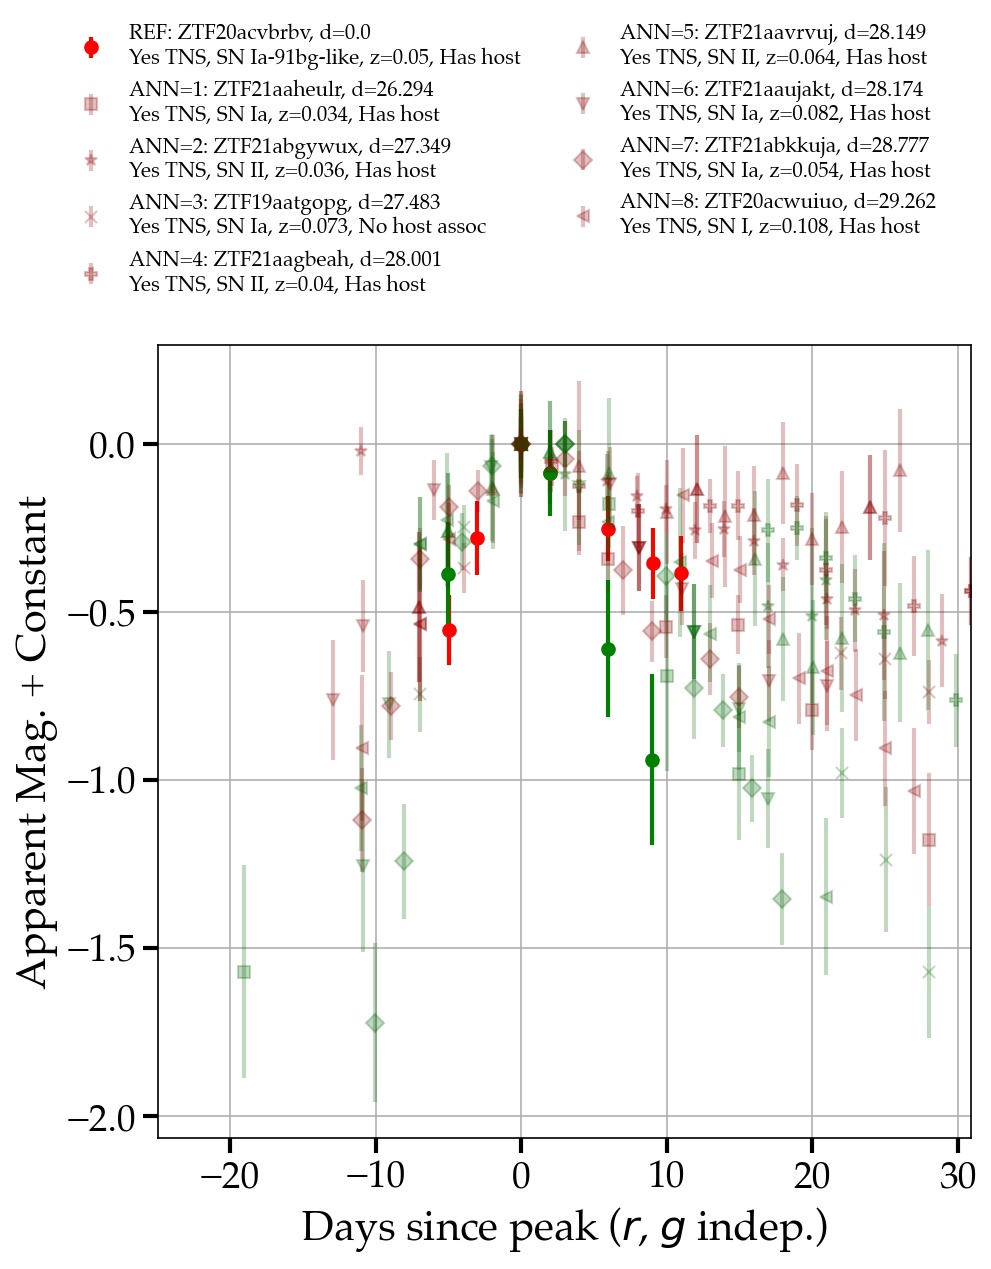 REF: ZTF20acvbrbv, d=0.0
Yes TNS, SN Ia-91bg-like, z=0.05, Has host
ANN=1: ZTF21aaheulr, d=26.294
Yes TNS, SN Ia, z=0.034, Has host
ANN=2: ZTF21abgywux, d=27.349
Yes TNS, SN II, z=0.036, Has host
ANN=3: ZTF19aatgopg, d=27.483
Yes TNS, SN Ia, z=0.073, No host assoc
ANN=4: ZTF21aagbeah, d=28.001
Yes TNS, SN II, z=0.04, Has host
ANN=5: ZTF21aavrvuj, d=28.149
Yes TNS, SN II, z=0.064, Has host
ANN=6: ZTF21aaujakt, d=28.174
Yes TNS, SN Ia, z=0.082, Has host
ANN=7: ZTF21abkkuja, d=28.777
Yes TNS, SN Ia, z=0.054, Has host
ANN=8: ZTF20acwuiuo, d=29.262
Yes TNS, SN I, z=0.108, Has host
Apparent Mag. + Constant
0.0
−0.5
−1.0
−1.5
−2.0
−20
−10
0
10
20
30
Days since peak (r, g indep.)